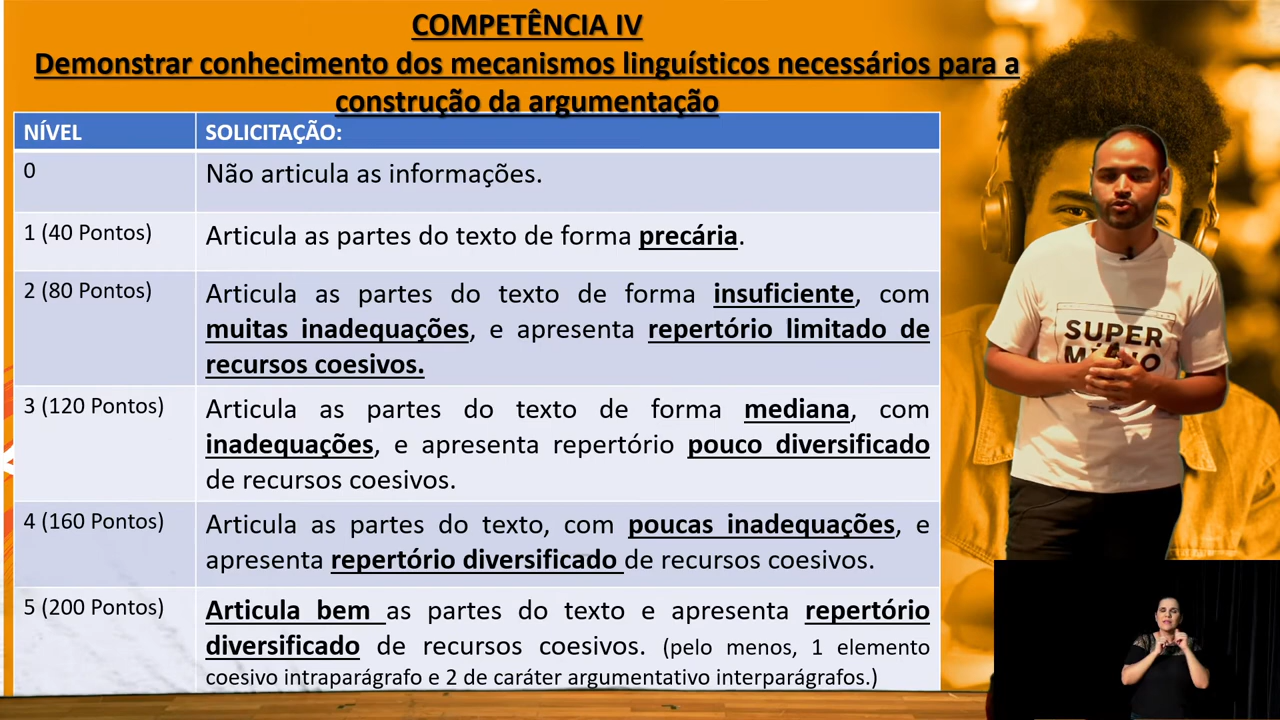 COMPETÊNCIA IV
Demonstrar conhecimento dos mecanismos linguísticos necessários para a
construção da argumentação
NÍVEL
SOLICITAÇÃO:
0
Não articula as informações.
1 (40 Pontos)
Articula as partes do texto de forma precária.
2 (80 Pontos)
Articula as partes do texto de forma insuficiente, com
muitas inadequações, e apresenta repertório limitado de
recursos coesivos.
3 (120 Pontos)
Articula as partes do texto de forma mediana, com
inadequações, e apresenta repertório pouco diversificado
de recursos coesivos.
4 (160 Pontos)
Articula as partes do texto, com poucas inadequações, e
apresenta repertório diversificado de recursos coesivos.
5 (200 Pontos)
Articula bem as partes do texto e apresenta repertório
diversificado de recursos coesivos. (pelo menos, 1 elemento
coesivo intraparágrafo e 2 de caráter argumentativo interparágrafos.)
SUPER